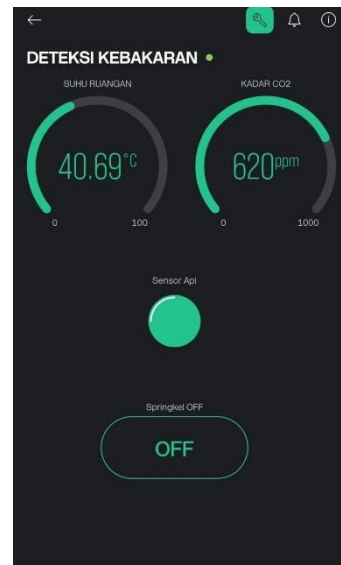 DETEKSI KEBAKARAN
SUHU RUANGAN
KADAR CO2
40.69°C
620ppm
0
100
0
1000
Sensor Api
Springkel OFF
OFF